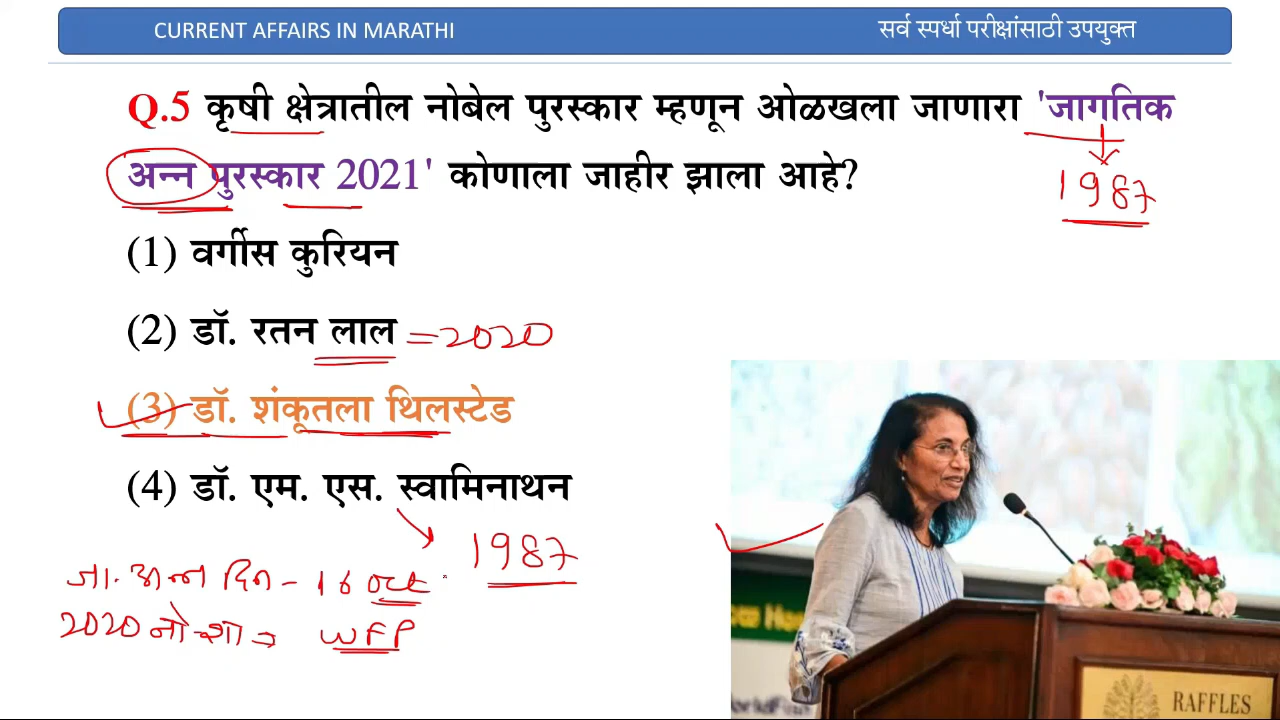 CURRENT AFFAIRS IN MARATHI
सर्व स्पर्धा परीक्षांसाठी उपयुक्त
Q.5 कृषी क्षेत्रातील नोबेल पुरस्कार म्हणून ओळखला जाणारा 'जागतिक
अन्न पुरस्कार 2021' कोणाला जाहीर झाला आहे?
1987
(1) वर्गीस कुरियन
(2) डॉ. रतन लाल =2020
(3) डॉ. शंकूतला थिलस्टेड
(4) डॉ. एम. एस. स्वामिनाथन
1987
जा. अन्न दिन - 16 oct
2020 नो शा → WFP
RAFFLES